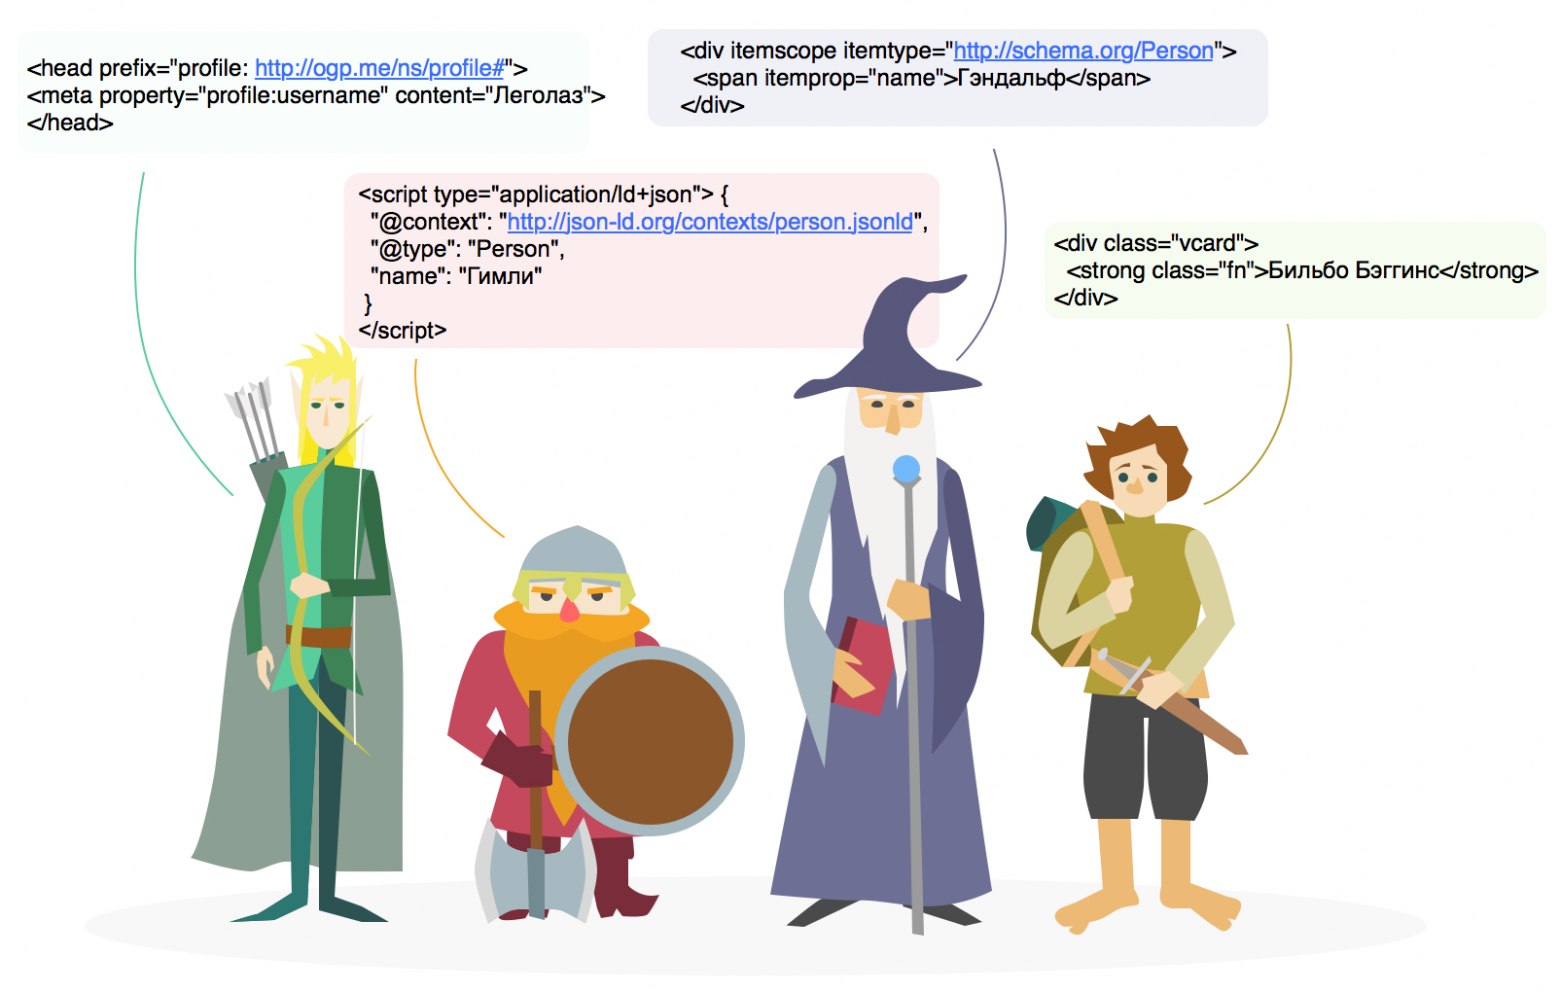 <head prefix="profile: http://ogp.me/ns/profile#">
<meta property="profile:username" content="Леголаз">
</head>
<div itemscope itemtype="http://schema.org/Person">
<span itemprop="name">Гэндальф</span>
</div>
<script type="application/ld+json"> {
"@context": "http://json-ld.org/contexts/person.jsonld",
"@type": "Person",
"name": "Гимли"
}
</script>
<div class="vcard">
<strong class="fn">Бильбо Бэггинс</strong>
</div>